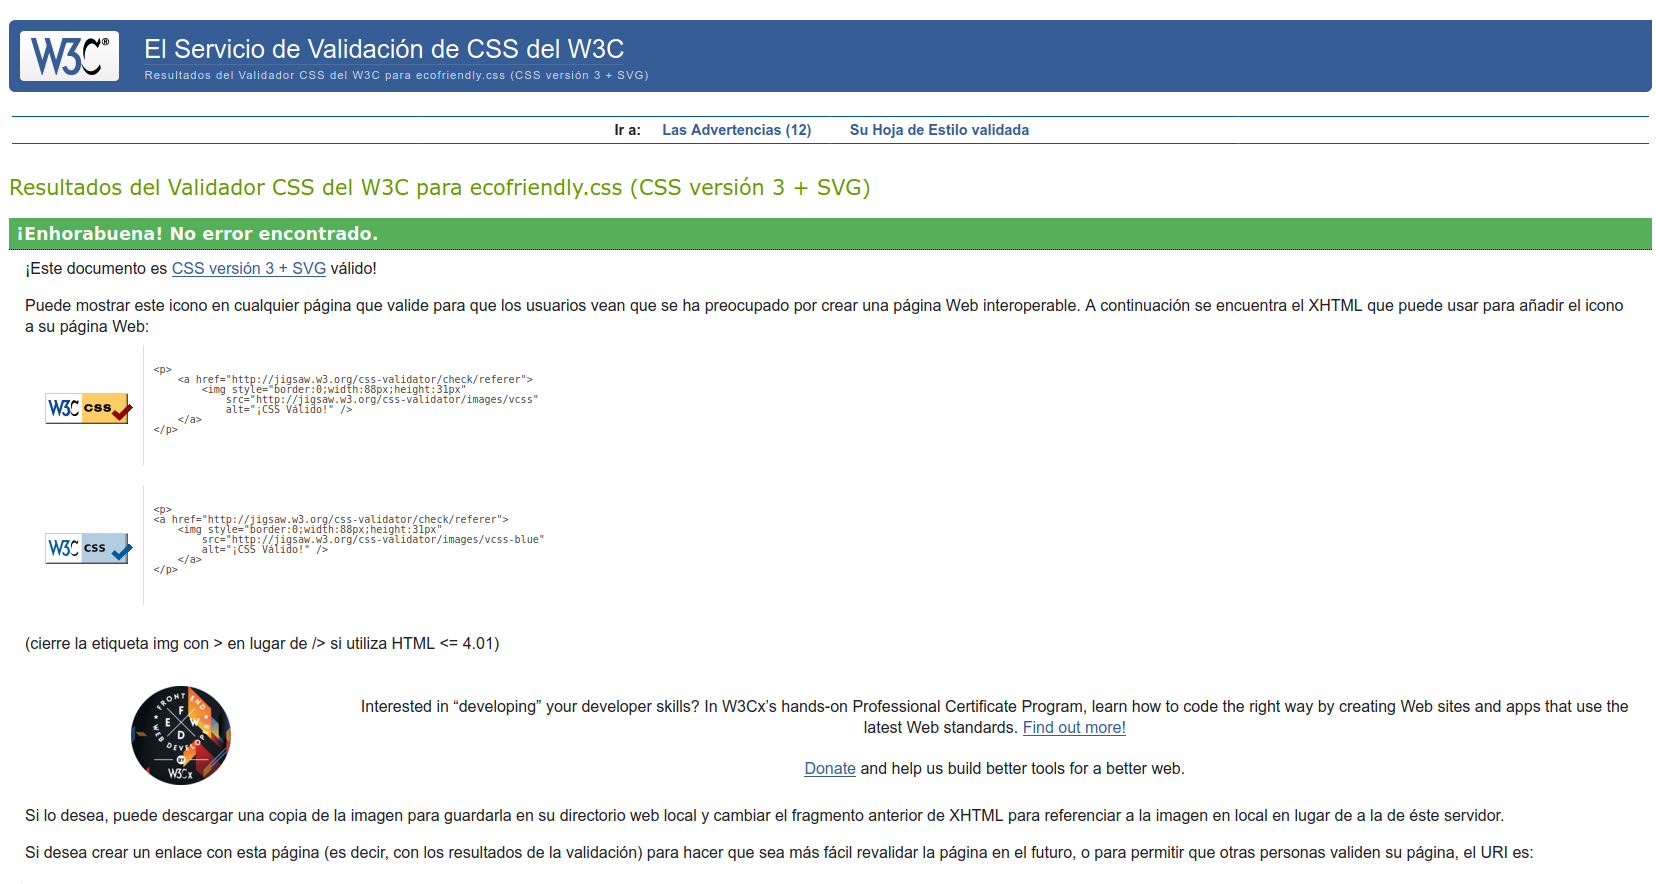 W3C®
El Servicio de Validación de CSS del W3C
Resultados del Validador CSS del W3C para ecofriendly.css (CSS versión 3 + SVG)
Ir a: Las Advertencias (12) Su Hoja de Estilo validada
Resultados del Validador CSS del W3C para ecofriendly.css (CSS versión 3 + SVG)
¡Enhorabuena! No error encontrado.
¡Este documento es CSS versión 3 + SVG válido!
Puede mostrar este icono en cualquier página que valide para que los usuarios vean que se ha preocupado por crear una página Web interoperable. A continuación se encuentra el XHTML que puede usar para añadir el icono
a su página Web:
W3C css
<p>
<a href="http://jigsaw.w3.org/css-validator/check/referer">
<img style="border:0;width:88px;height:31px"
src="http://jigsaw.w3.org/css-validator/images/vcss"
alt="¡CSS Válido!" />
</a>
</p>
W3C css
<p>
<a href="http://jigsaw.w3.org/css-validator/check/referer">
<img style="border:0;width:88px;height:31px"
src="http://jigsaw.w3.org/css-validator/images/vcss-blue"
alt="¡CSS Válido!" />
</a>
</p>
(cierre la etiqueta img con > en lugar de /> si utiliza HTML <= 4.01)
FRONT END
F
E W
D
WEB DEVELOPER
BY
W3Cx
Interested in “developing” your developer skills? In W3Cx’s hands-on Professional Certificate Program, learn how to code the right way by creating Web sites and apps that use the
latest Web standards. Find out more!
Donate and help us build better tools for a better web.
Si lo desea, puede descargar una copia de la imagen para guardarla en su directorio web local y cambiar el fragmento anterior de XHTML para referenciar a la imagen en local en lugar de a la de éste servidor.
Si desea crear un enlace con esta página (es decir, con los resultados de la validación) para hacer que sea más fácil revalidar la página en el futuro, o para permitir que otras personas validen su página, el URI es: